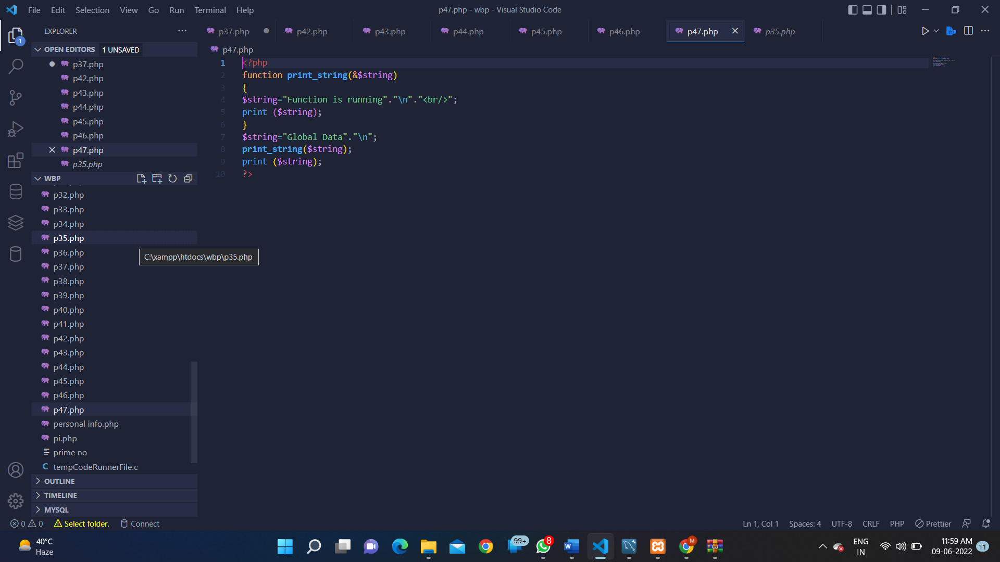 File Edit Selection View Go Run Terminal Help
p47.php - wbp - Visual Studio Code
EXPLORER
OPEN EDITORS 1 UNSAVED
p37.php
p42.php
p43.php
p44.php
p45.php
p46.php
p47.php
p35.php
WBP
p32.php
p33.php
p34.php
p35.php
p36.php
p37.php
p38.php
p39.php
p40.php
p41.php
p42.php
p43.php
p44.php
p45.php
p46.php
p47.php
personal info.php
pi.php
prime no
C tempCodeRunnerFile.c
OUTLINE
TIMELINE
MYSQL
1
C:\xampp\htdocs\wbp\p35.php
p37.php p42.php p43.php p44.php p45.php p46.php p47.php p35.php
p47.php
1 <?php
2 function print_string(&$string)
3 {
4 $string="Function is running"."\n"."<br/>";
5 print ($string);
6 }
7 $string="Global Data"."\n";
8 print_string($string);
9 print ($string);
10 ?>
0 0 Select folder. Connect
Ln 1, Col 1 Spaces: 4 UTF-8 CRLF PHP Prettier
40°C
Haze
99+
8
W
M
ENG
IN
11:59 AM
09-06-2022
11